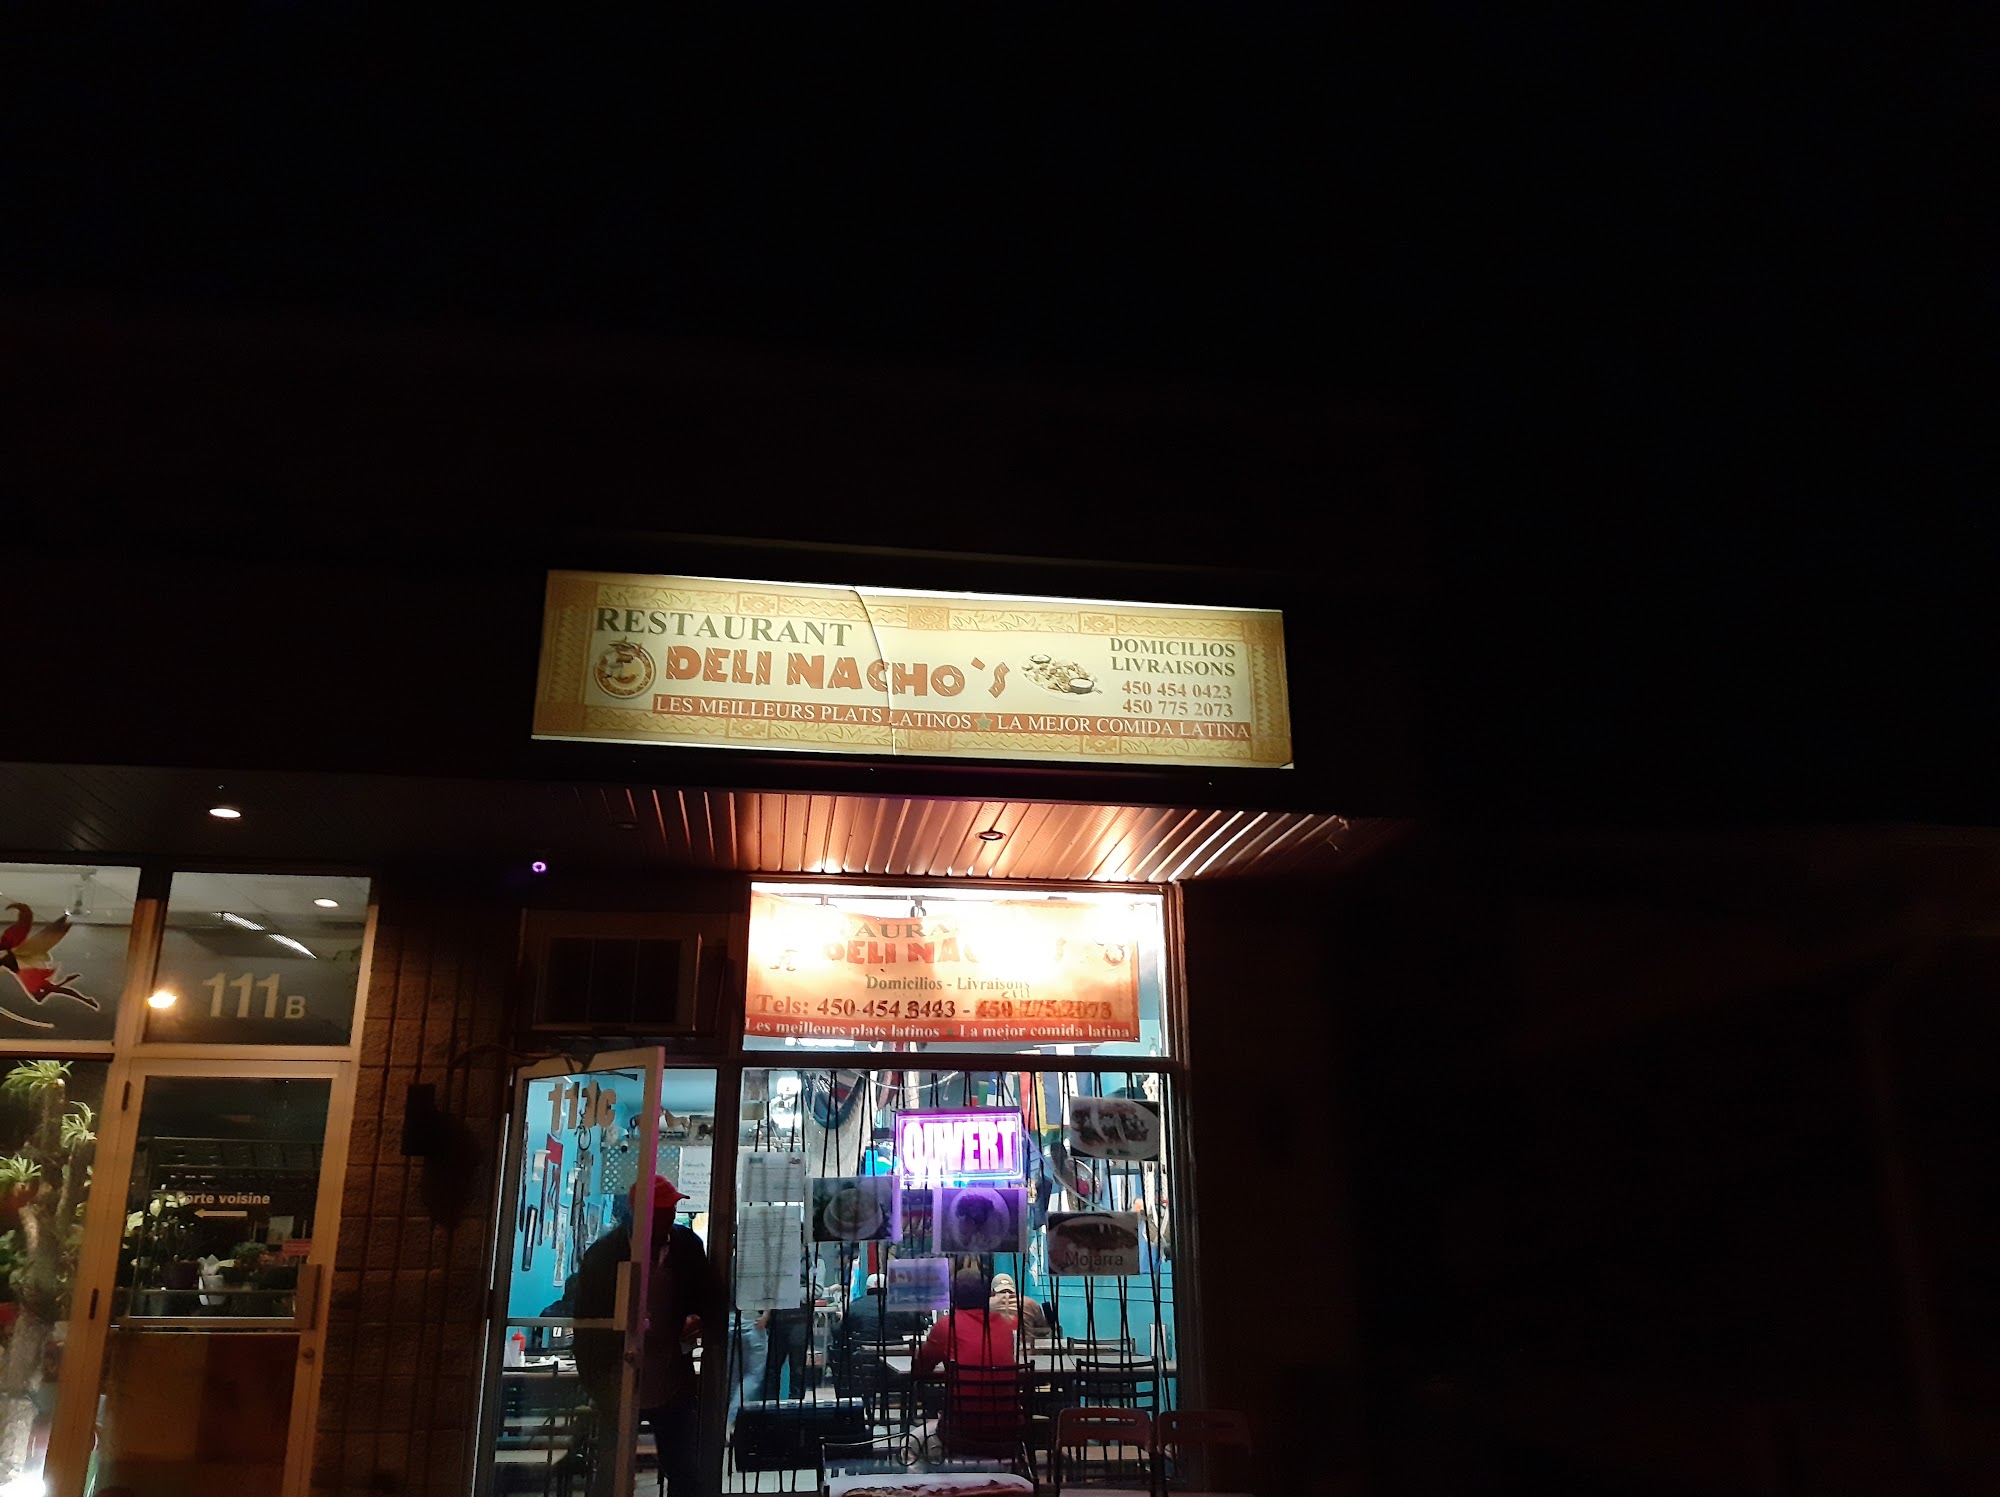 RESTAURANT
DELI NACHO`S
DOMICILIOS
LIVRAISONS
450 454 0423
450 775 2073
LES MEILLEURS PLATS LATINOS LA MEJOR COMIDA LATINA
AURA
DELI NAC S
Domicilios - Livraisons
Tels: 450-454 - 450 775 2073
Les meilleurs plats latinos La mejor comida latina
111B
111C
OUVERT
Porte voisine
Mojarra